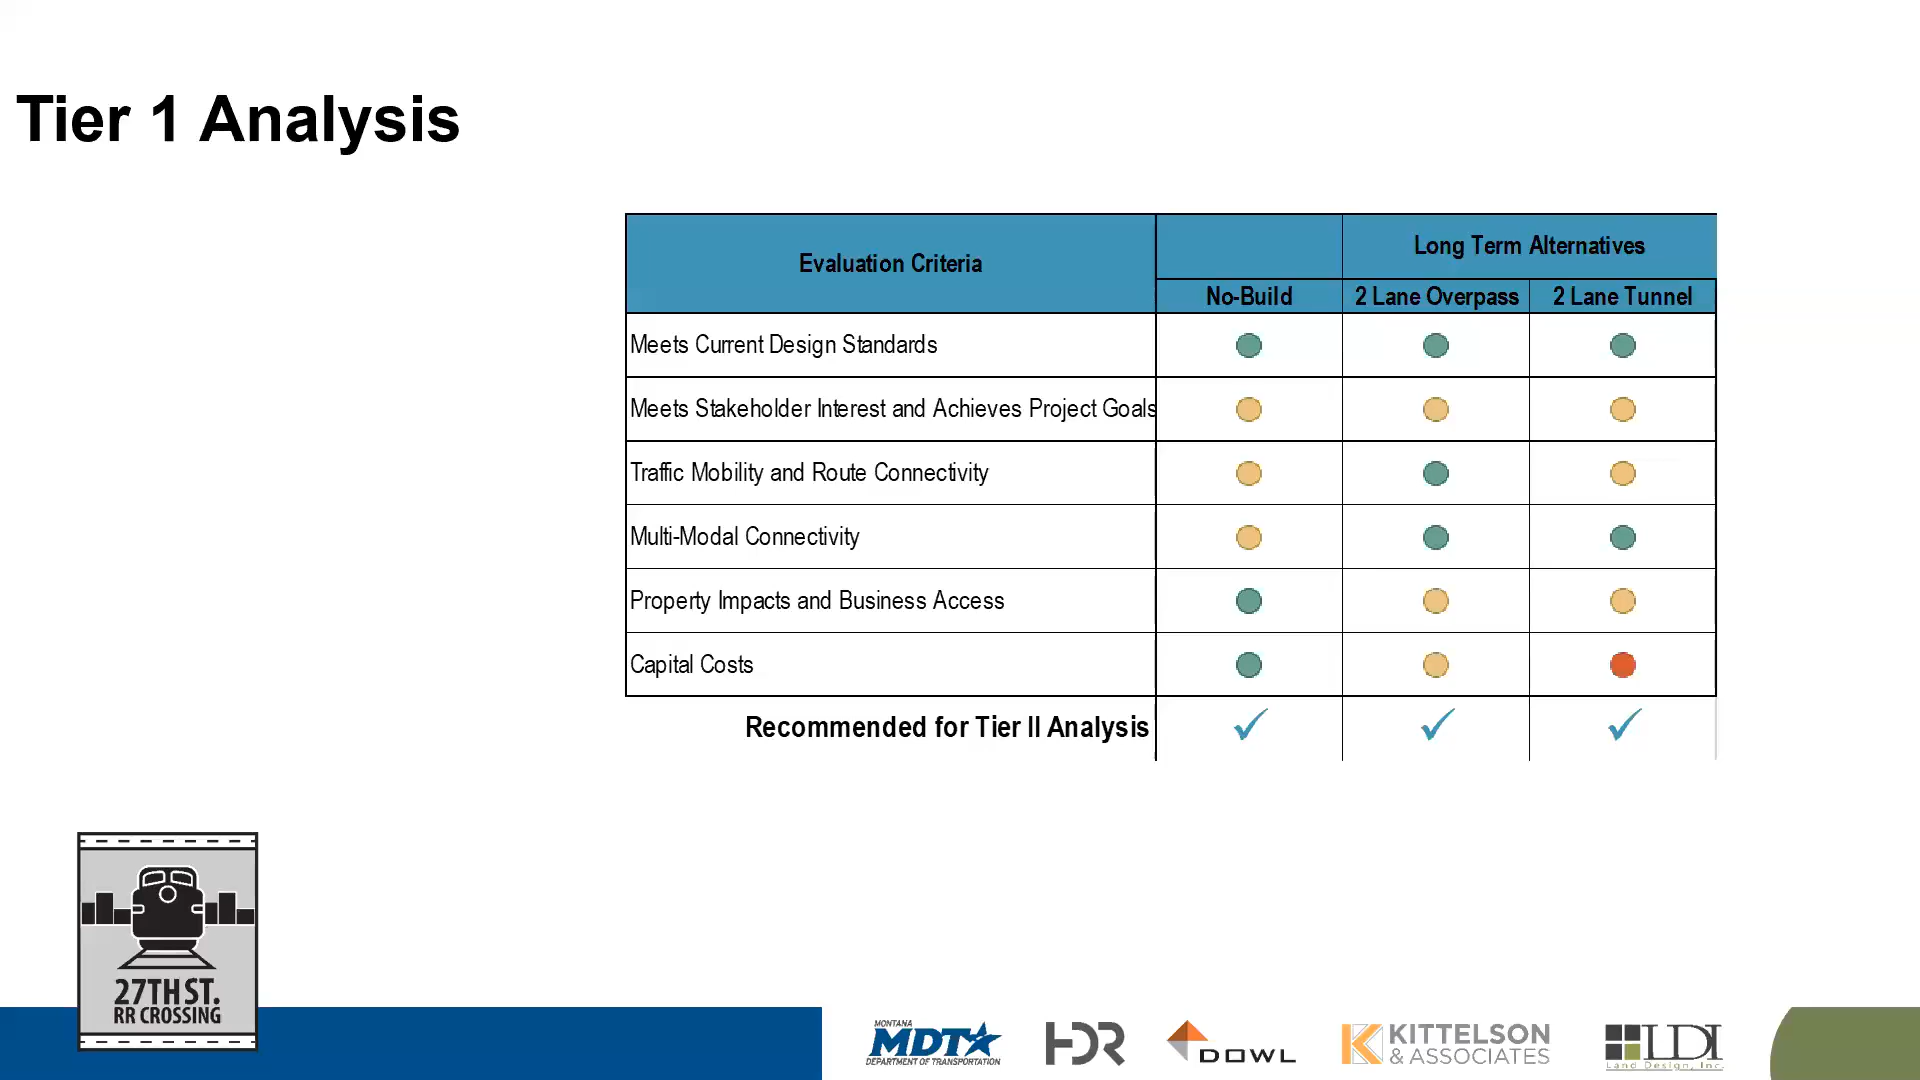 Tier 1 Analysis
Evaluation Criteria
Long Term Alternatives
No-Build
2 Lane Overpass
2 Lane Tunnel
Meets Current Design Standards
Meets Stakeholder Interest and Achieves Project Goals
Traffic Mobility and Route Connectivity
Multi-Modal Connectivity
Property Impacts and Business Access
Capital Costs
Recommended for Tier II Analysis
27TH ST.
RR CROSSING
MONTANA
MDT
DEPARTMENT OF TRANSPORTATION
HDR
DOWL
KITTELSON
& ASSOCIATES
LDI
Land Design, Inc.